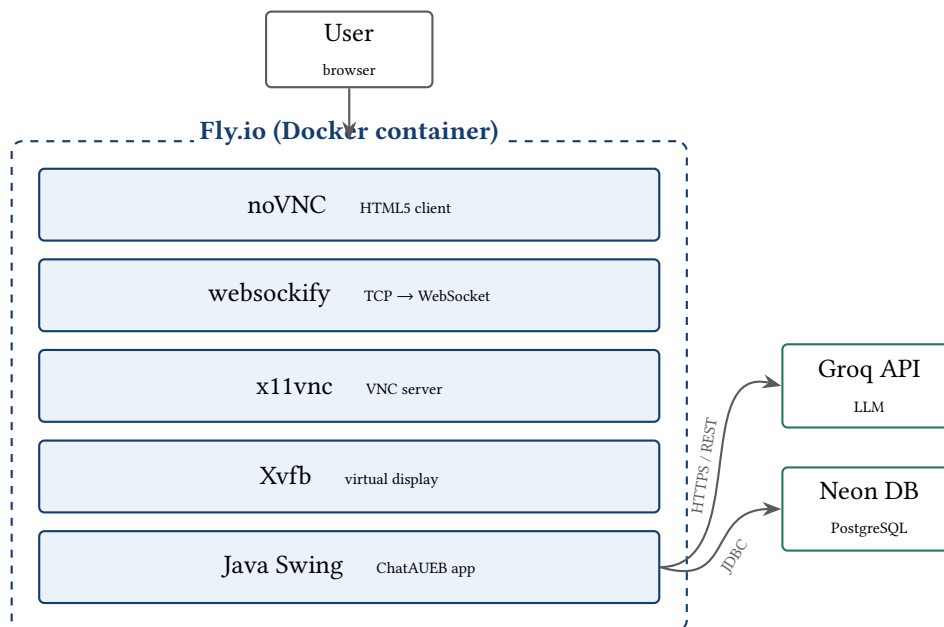 User
browser
Fly.io (Docker container)
noVNC HTML5 client
websockify TCP → WebSocket
x11vnc VNC server
Xvfb virtual display
Java Swing ChatAUEB app
HTTPS / REST
JDBC
Groq API
LLM
Neon DB
PostgreSQL